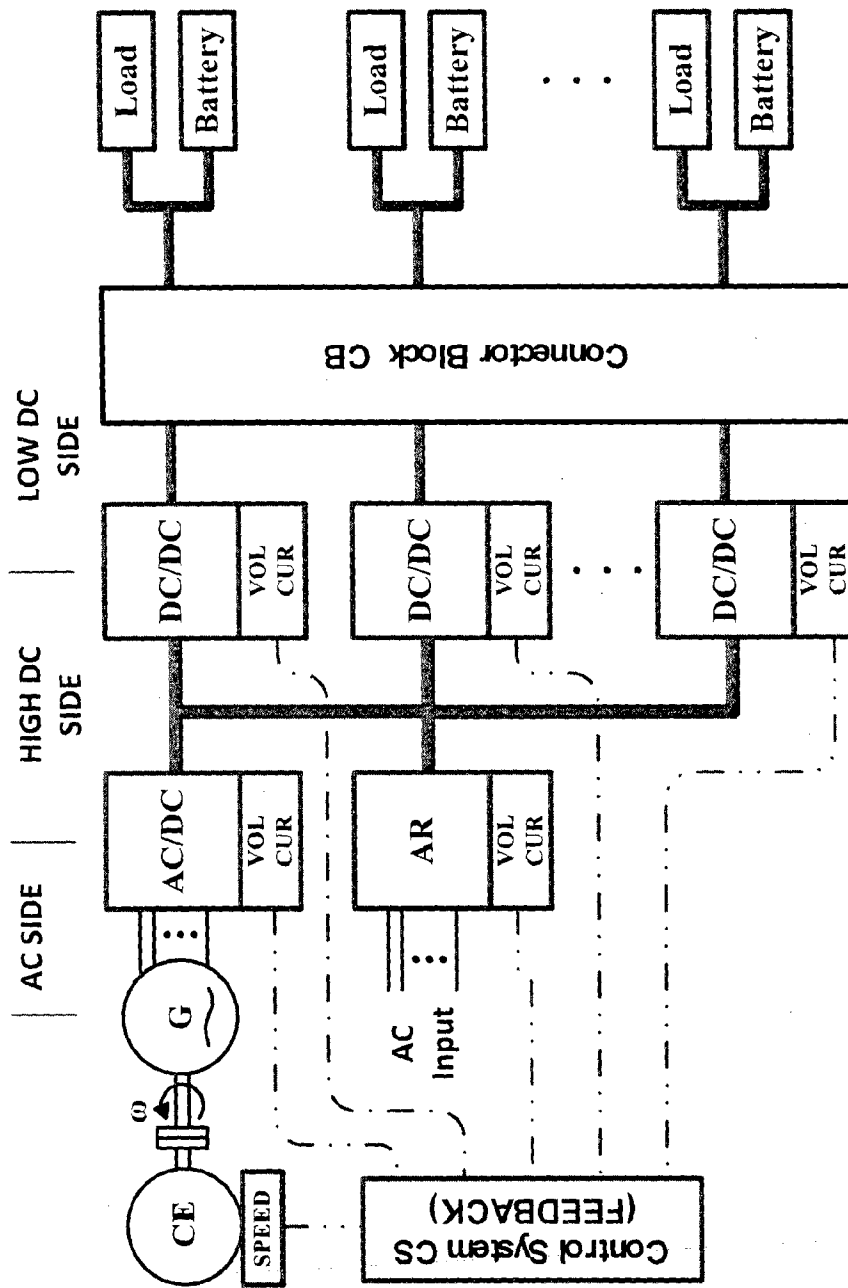 AC SIDE
HIGH DC
SIDE
LOW DC
SIDE
CE
SPEED
ω
G
AC/DC
VOL
CUR
DC/DC
VOL
CUR
Load
Battery
AC
Input
AR
VOL
CUR
DC/DC
VOL
CUR
Load
Battery
DC/DC
VOL
CUR
Load
Battery
Connector Block CB
Control System CS
(FEEDBACK)